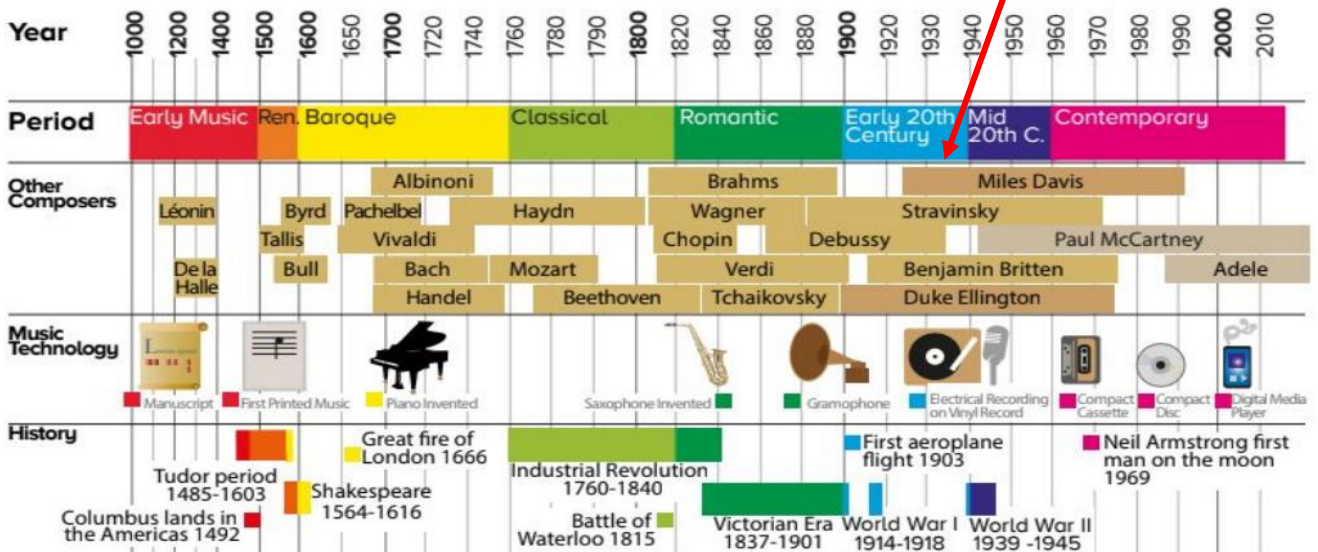 Year
1000 1200 1400 1500 1600 1650 1700 1720 1740 1760 1780 1790 1800 1820 1840 1860 1880 1900 1920 1930 1940 1950 1960 1970 1980 1990 2000 2010
Period
Early Music
Ren.
Baroque
Classical
Romantic
Early 20th
Century
Mid
20th C.
Contemporary
Other
Composers
Albinoni
Brahms
Miles Davis
Léonin
Byrd
Pachelbel
Haydn
Wagner
Stravinsky
Tallis
Vivaldi
Chopin
Debussy
Paul McCartney
De la
Halle
Bull
Bach
Mozart
Verdi
Benjamin Britten
Adele
Handel
Beethoven
Tchaikovsky
Duke Ellington
Music
Technology
Manuscript
First Printed Music
Piano Invented
Saxophone Invented
Gramophone
Electrical Recording
on Vinyl Record
Compact
Cassette
Compact
Disc
Digital Media
Player
History
Tudor period
1485-1603
Columbus lands in
the Americas 1492
Shakespeare
1564-1616
Great fire of
London 1666
Industrial Revolution
1760-1840
Battle of
Waterloo 1815
Victorian Era
1837-1901
First aeroplane
flight 1903
World War I
1914-1918
World War II
1939 -1945
Neil Armstrong first
man on the moon
1969